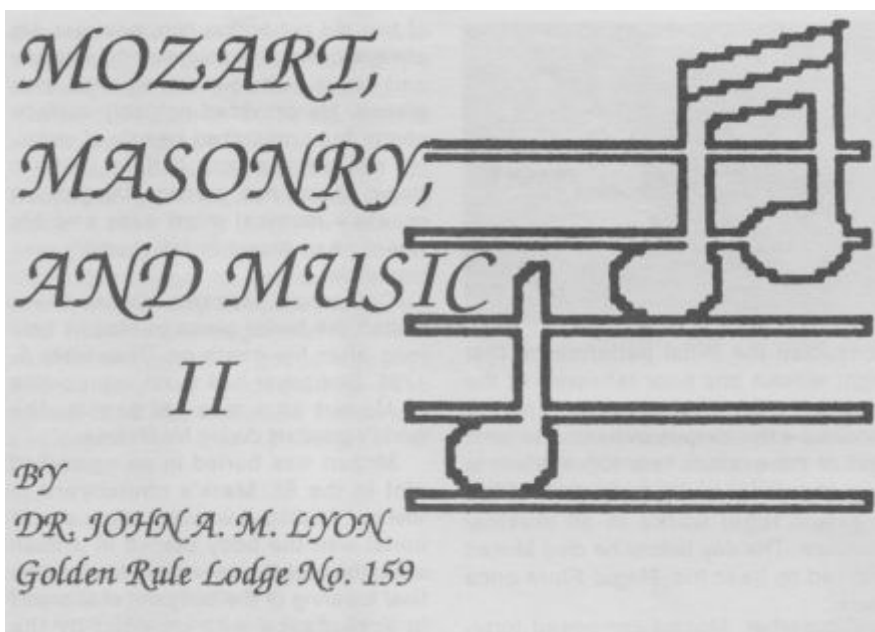 MOZART,
MASONRY,
AND MUSIC
II
BY
DR. JOHN A. M. LYON
Golden Rule Lodge No. 159